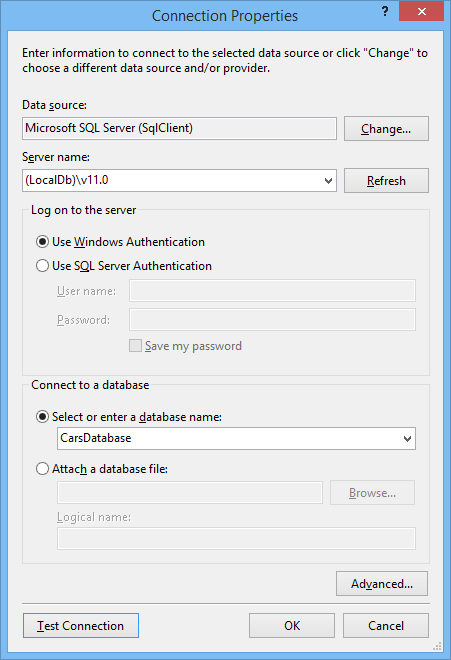 Connection Properties
?
Enter information to connect to the selected data source or click "Change" to
choose a different data source and/or provider.
Data source:
Microsoft SQL Server (SqlClient)
Change...
Server name:
(LocalDb)\v11.0
Refresh
Log on to the server
Use Windows Authentication
Use SQL Server Authentication
User name:
Password:
Save my password
Connect to a database
Select or enter a database name:
CarsDatabase
Attach a database file:
Browse...
Logical name:
Advanced...
Test Connection
OK
Cancel